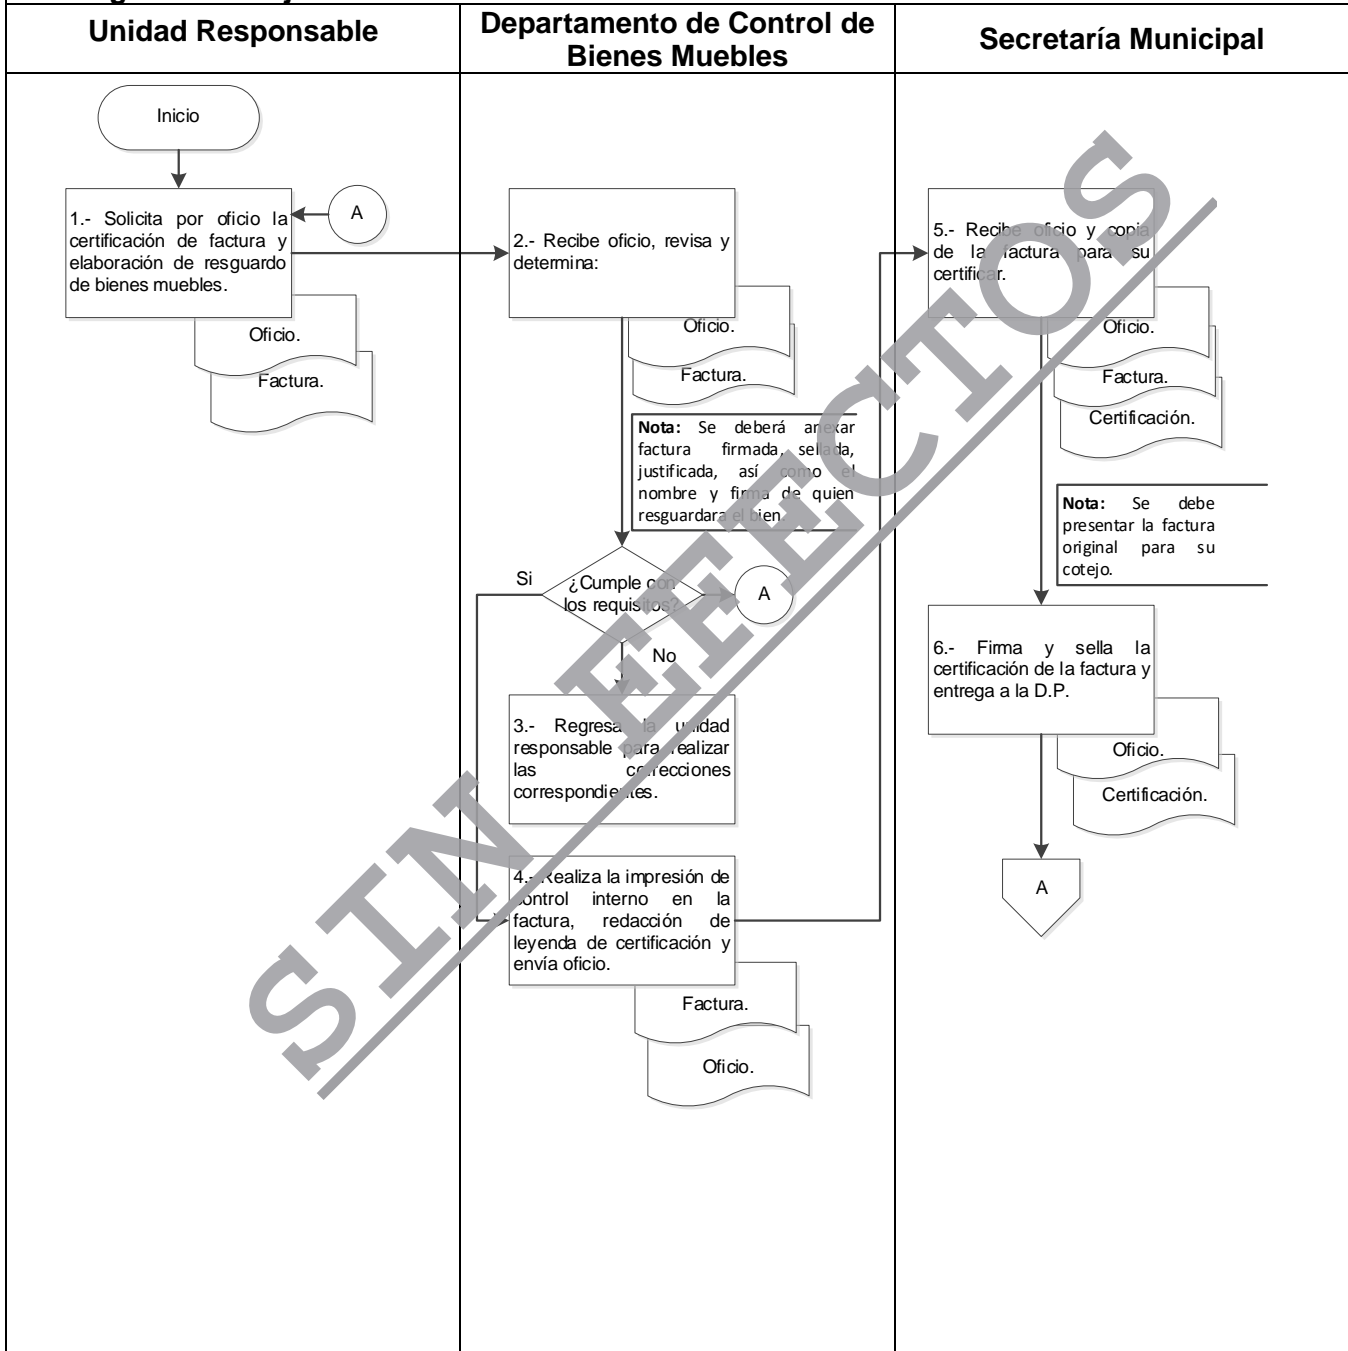 Unidad Responsable
Departamento de Control de
Bienes Muebles
Secretaría Municipal
Inicio
1.- Solicita por oficio la
certificación de factura y
elaboración de resguardo
de bienes muebles.
A
Oficio.
Factura.
2.- Recibe oficio, revisa y
determina:
Oficio.
Factura.
Nota: Se deberá anexar
factura firmada, sellada,
justificada, así como el
nombre y firma de quien
resguardara el bien.
¿Cumple con
los requisitos?
Si
A
No
3.- Regresa la unidad
responsable para realizar
las correcciones
correspondientes.
4.- Realiza la impresión de
control interno en la
factura, redacción de
leyenda de certificación y
envía oficio.
Factura.
Oficio.
5.- Recibe oficio y copia
de la factura para su
certificar.
Oficio.
Factura.
Certificación.
Nota: Se debe
presentar la factura
original para su
cotejo.
6.- Firma y sella la
certificación de la factura y
entrega a la D.P.
Oficio.
Certificación.
A
SIN EFECTOS